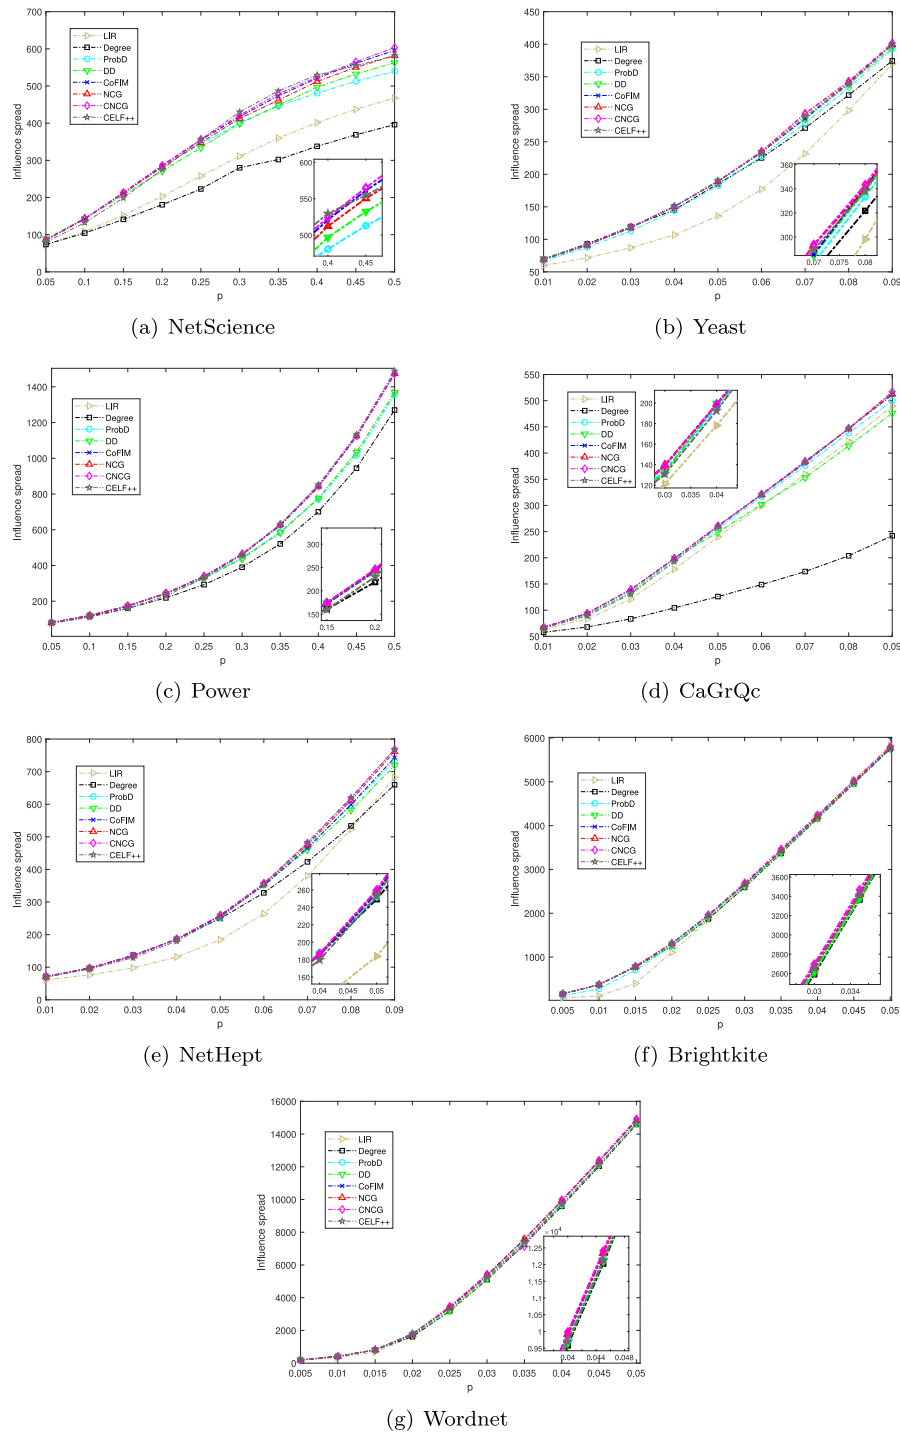 700
600
500
400
300
200
100
0
Influence spread
LIR
Degree
ProbD
DD
CoFIM
NCG
CNCG
CELF++
600
550
500
0.4 0.45
0.05 0.1 0.15 0.2 0.25 0.3 0.35 0.4 0.45 0.5
p
(a) NetScience
450
400
350
300
250
200
150
100
50
Influence spread
LIR
Degree
ProbD
DD
CoFIM
NCG
CNCG
CELF++
360
340
320
300
0.07 0.075 0.08
0.01 0.02 0.03 0.04 0.05 0.06 0.07 0.08 0.09
p
(b) Yeast
1400
1200
1000
800
600
400
200
Influence spread
LIR
Degree
ProbD
DD
CoFIM
NCG
CNCG
CELF++
300
250
200
150
0.15 0.2
0.05 0.1 0.15 0.2 0.25 0.3 0.35 0.4 0.45 0.5
p
(c) Power
550
500
450
400
350
300
250
200
150
100
50
Influence spread
LIR
Degree
ProbD
DD
CoFIM
NCG
CNCG
CELF++
200
180
160
140
120
0.03 0.04
0.01 0.02 0.03 0.04 0.05 0.06 0.07 0.08 0.09
p
(d) CaGrQc
800
700
600
500
400
300
200
100
0
Influence spread
LIR
Degree
ProbD
DD
CoFIM
NCG
CNCG
CELF++
260
240
220
200
180
160
0.04 0.045 0.05
0.01 0.02 0.03 0.04 0.05 0.06 0.07 0.08 0.09
p
(e) NetHept
6000
5000
4000
3000
2000
1000
Influence spread
LIR
Degree
ProbD
DD
CoFIM
NCG
CNCG
CELF++
3600
3400
3200
3000
2800
2600
0.03 0.034
0.005 0.01 0.015 0.02 0.025 0.03 0.035 0.04 0.045 0.05
p
(f) Brightkite
16000
14000
12000
10000
8000
6000
4000
2000
0
Influence spread
LIR
Degree
ProbD
DD
CoFIM
NCG
CNCG
CELF++
×10⁴
1.25
1.2
1.15
1.1
1.05
1
0.95
0.04 0.044 0.048
0.005 0.01 0.015 0.02 0.025 0.03 0.035 0.04 0.045 0.05
p
(g) Wordnet